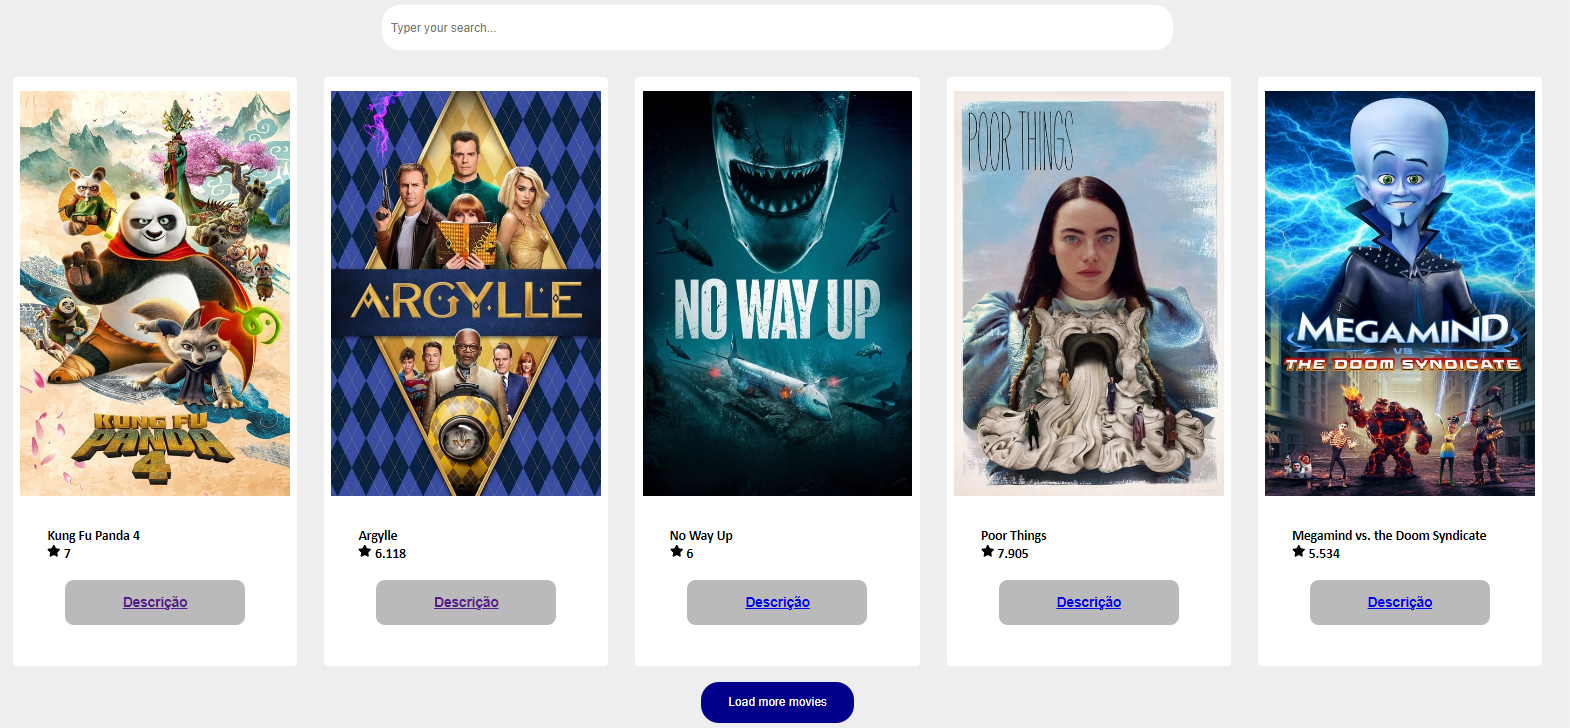 Typer your search...
POOR THINGS
ARGYLLE
ARGYLLE
NO WAY UP
MEGAMIND
VS
THE DOOM SYNDICATE
KUNG FU
PANDA
4
Kung Fu Panda 4
7
Descrição
Argylle
6.118
Descrição
No Way Up
6
Descrição
Poor Things
7.905
Descrição
Megamind vs. the Doom Syndicate
5.534
Descrição
Load more movies